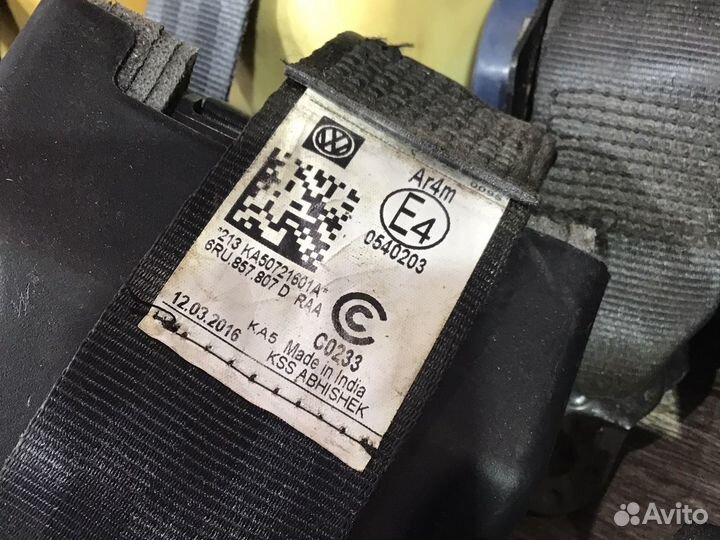 Ar4m
0096
E4
0540203
*213 KA50721601A*
6RU 857.807 D RAA
12.03.2016
KA5
C0233
Made in India
KSS ABHISHEK
Avito